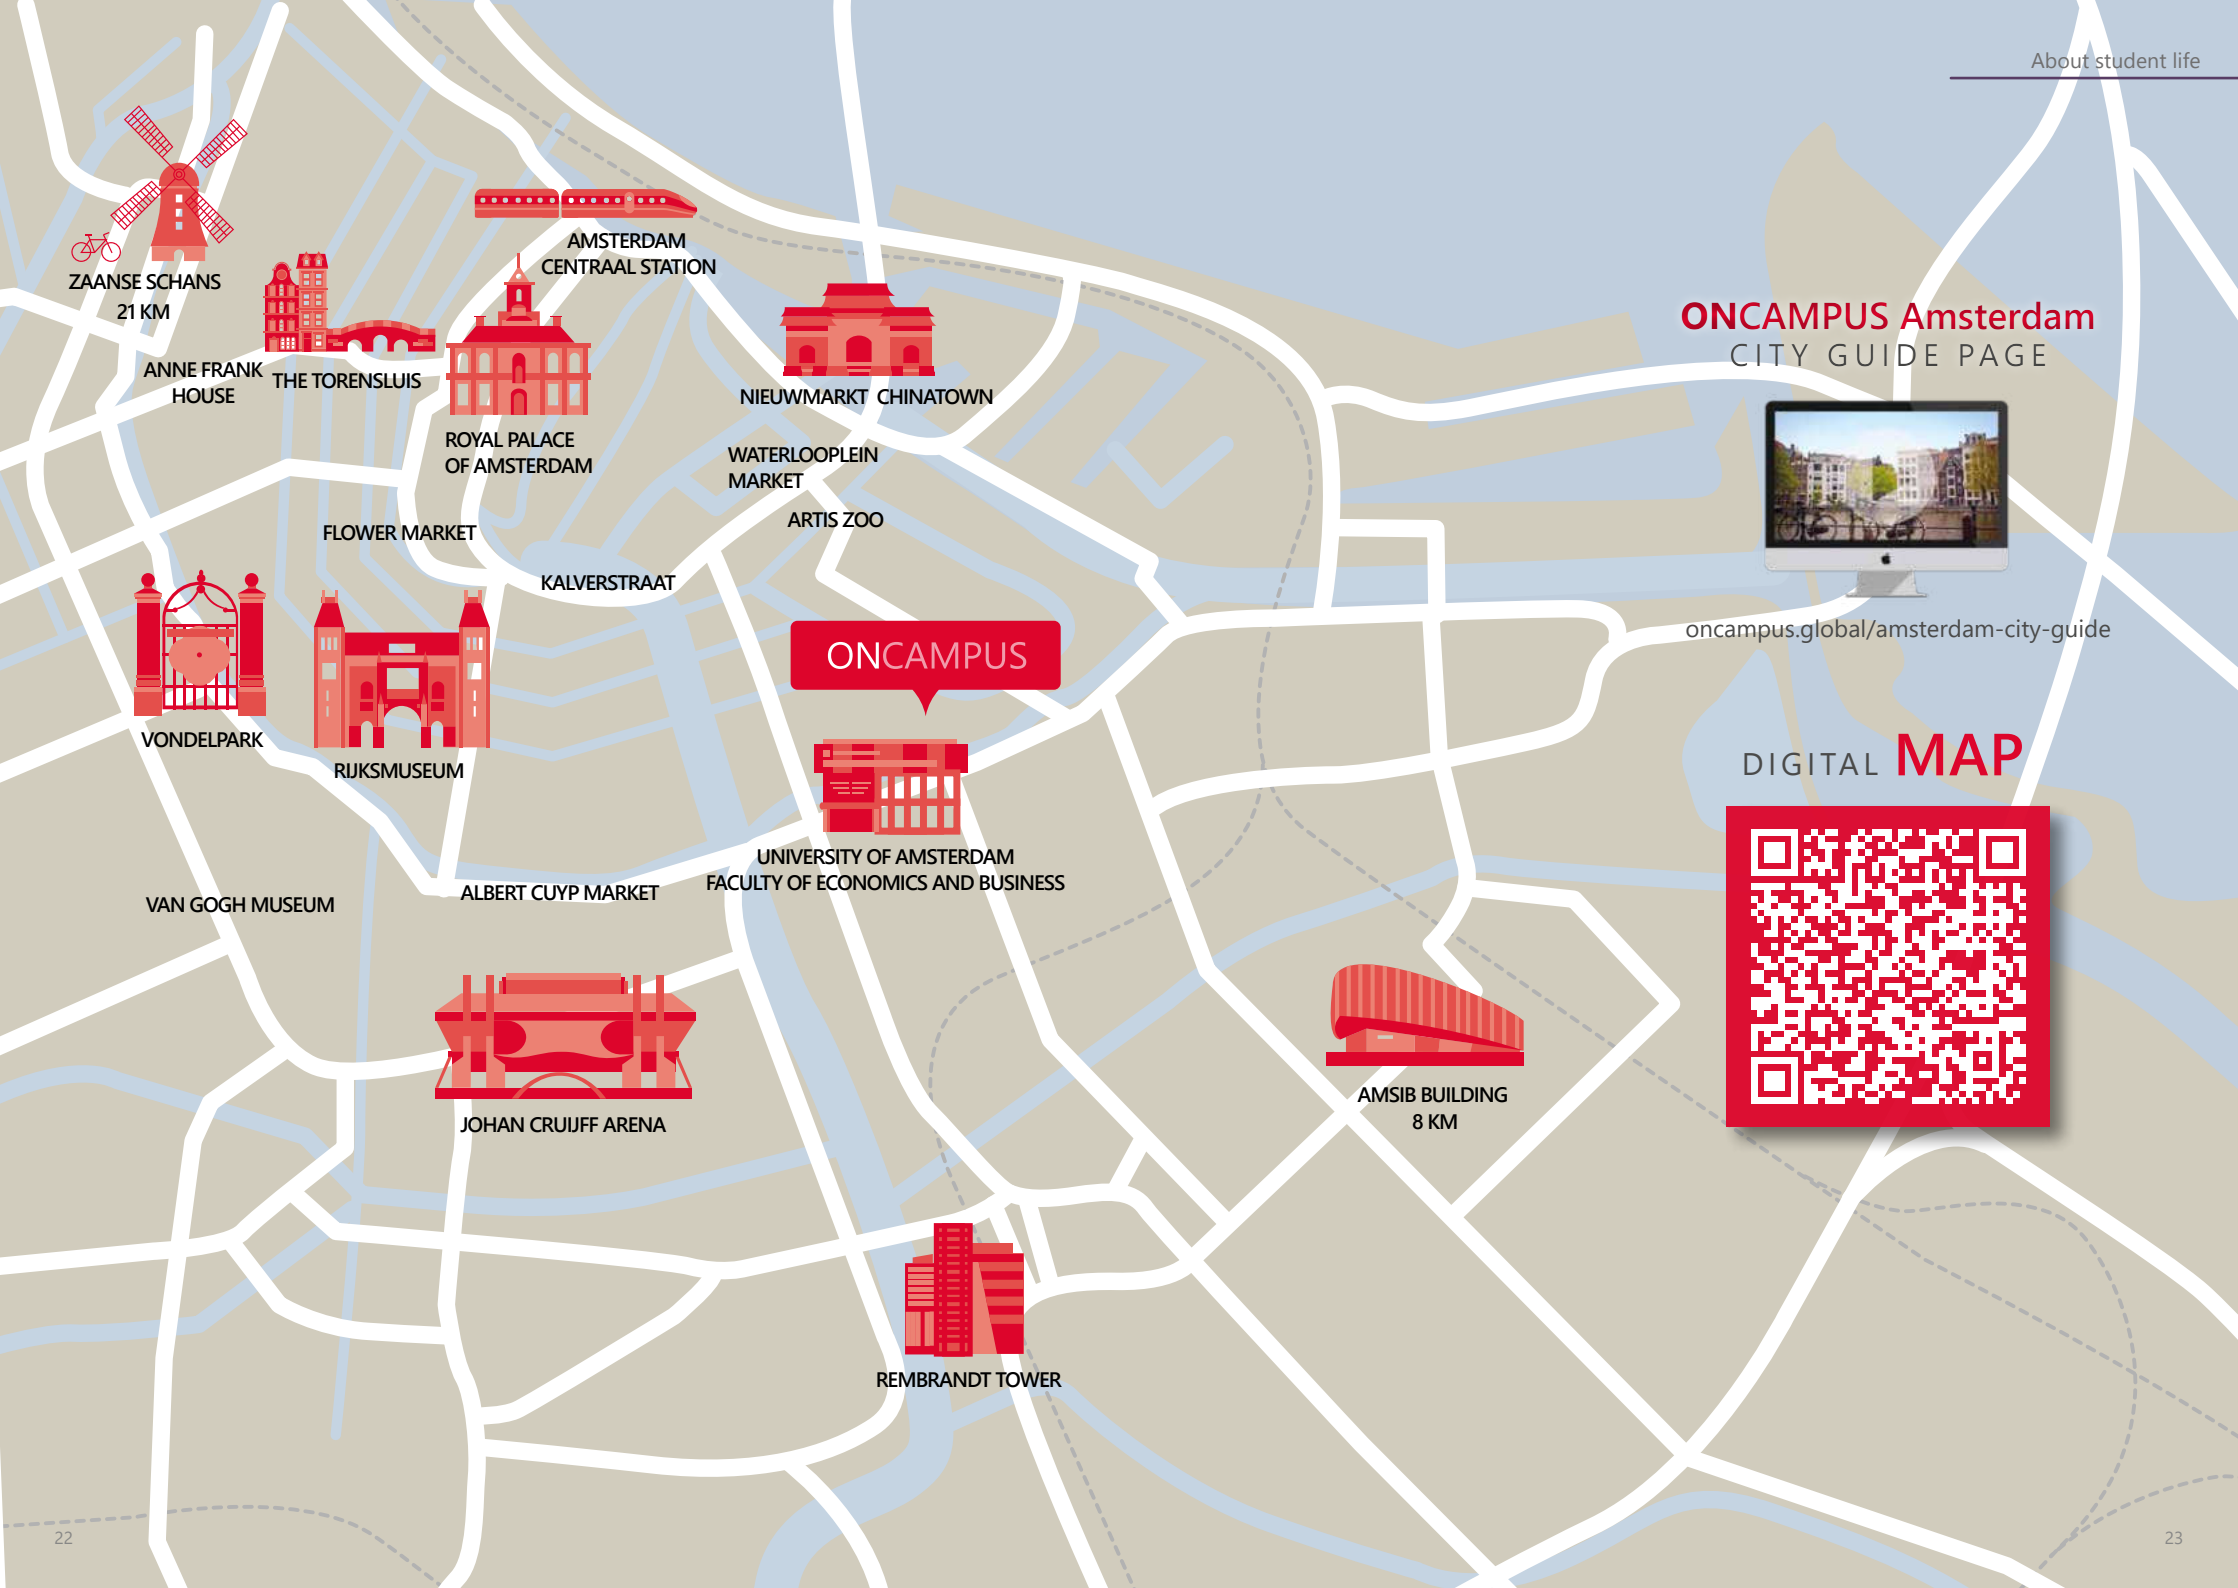 About student life
ZAANSE SCHANS
21 KM
AMSTERDAM
CENTRAAL STATION
ANNE FRANK
HOUSE
THE TORENSLUIS
ROYAL PALACE
OF AMSTERDAM
NIEUWMARKT CHINATOWN
WATERLOOPLEIN
MARKET
ARTIS ZOO
FLOWER MARKET
KALVERSTRAAT
VONDELPARK
RIJKSMUSEUM
ONCAMPUS
UNIVERSITY OF AMSTERDAM
FACULTY OF ECONOMICS AND BUSINESS
VAN GOGH MUSEUM
ALBERT CUYP MARKET
JOHAN CRUIJFF ARENA
AMSIB BUILDING
8 KM
REMBRANDT TOWER
ONCAMPUS Amsterdam
CITY GUIDE PAGE
oncampus.global/amsterdam-city-guide
DIGITAL MAP
22
23